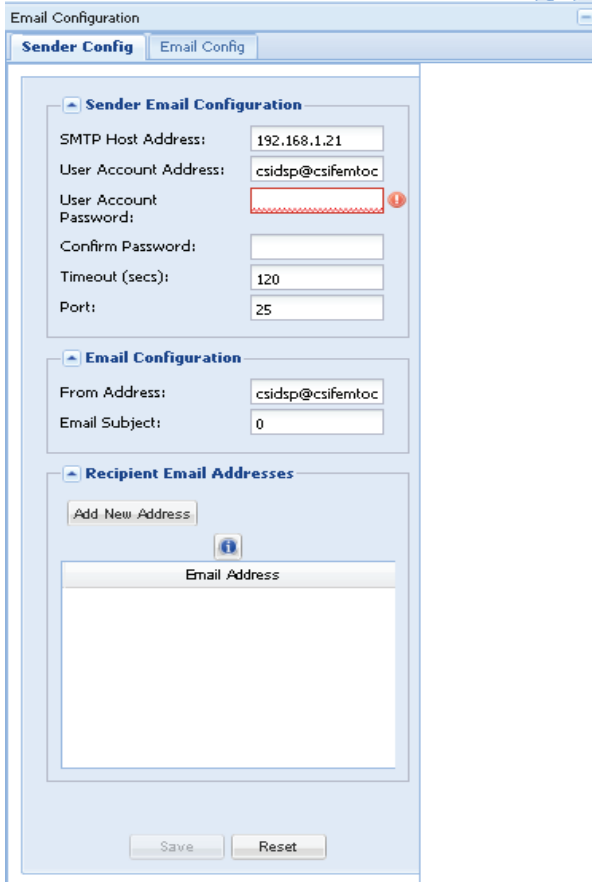 Email Configuration
Sender Config
Email Config
Sender Email Configuration
SMTP Host Address:
192.168.1.21
User Account Address:
csidsp@csifemtoc
User Account
Password:
Confirm Password:
Timeout (secs):
120
Port:
25
Email Configuration
From Address:
csidsp@csifemtoc
Email Subject:
0
Recipient Email Addresses
Add New Address
Email Address
Save
Reset